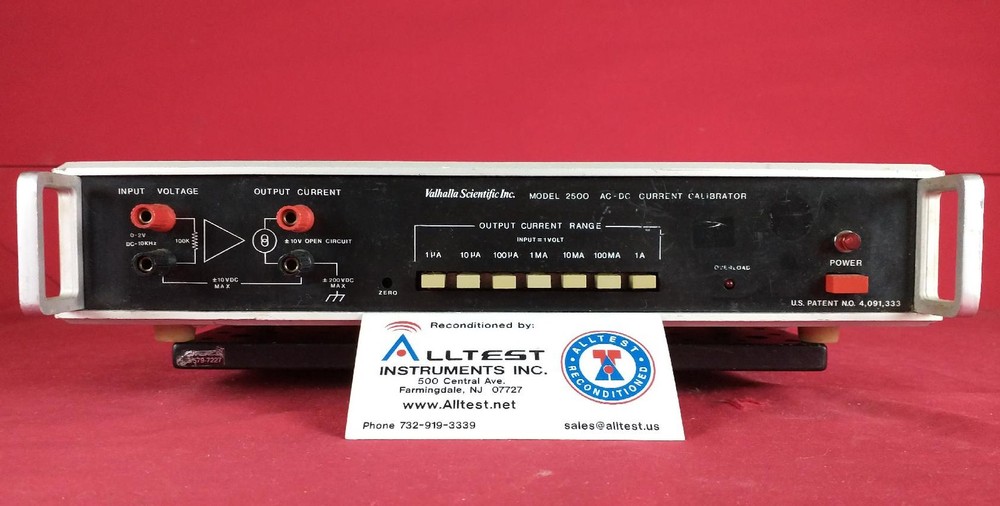 INPUT VOLTAGE
OUTPUT CURRENT
Valhalla Scientific Inc. MODEL 2500 AC-DC CURRENT CALIBRATOR
0-2V
DC-10KHz
100K
±10V OPEN CIRCUIT
±10VDC
MAX
±200VDC
MAX
ZERO
OUTPUT CURRENT RANGE
INPUT = 1 VOLT
1µA 10µA 100µA 1MA 10MA 100MA 1A
OVERLOAD
POWER
U.S. PATENT N.O. 4,091,333
Reconditioned by:
ALLTEST
INSTRUMENTS INC.
500 Central Ave.
Farmingdale, NJ 07727
www.Alltest.net
Phone 732-919-3339
sales@alltest.us
ALLTEST
RECONDITIONED